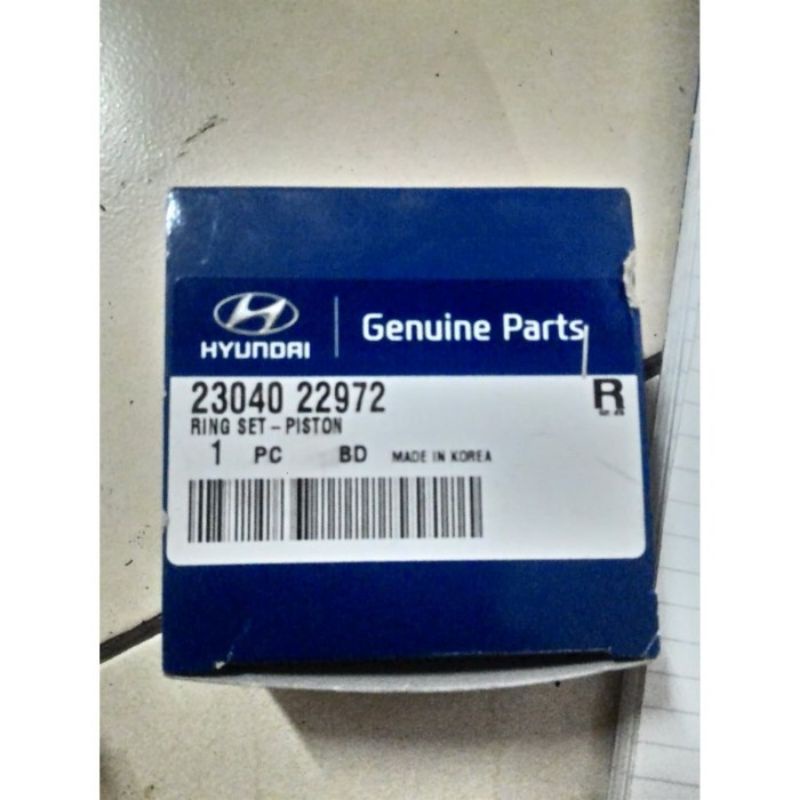 HYUNDAI
Genuine Parts
23040 22972
R
RING SET - PISTON
1 PC BD MADE IN KOREA